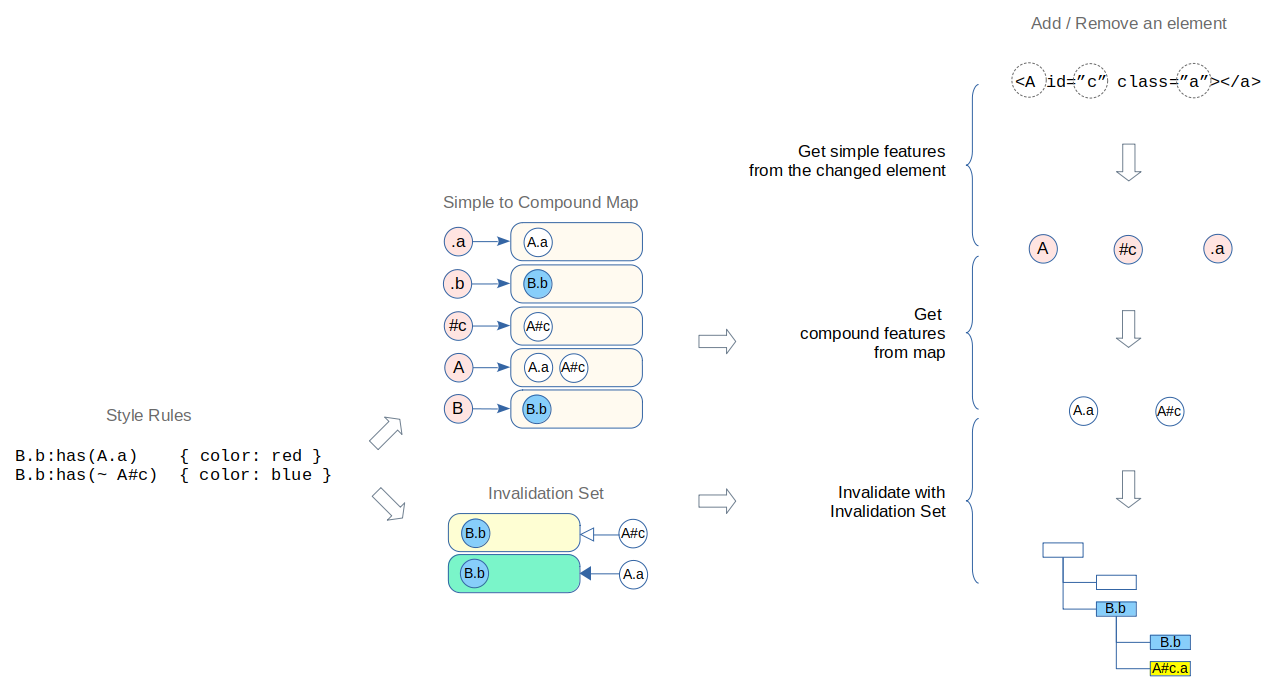 Add / Remove an element
<A id=”c” class=”a”></a>
Get simple features
from the changed element
Simple to Compound Map
.a
A.a
.b
B.b
#c
A#c
A
A.a
A#c
B
B.b
A
#c
.a
Get
compound features
from map
Style Rules
B.b:has(A.a) { color: red }
B.b:has(~ A#c) { color: blue }
A.a
A#c
Invalidation Set
B.b
A#c
B.b
A.a
Invalidate with
Invalidation Set
B.b
B.b
A#c.a